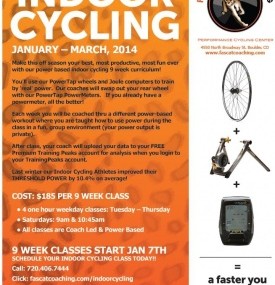 INDOOR
CYCLING
JANUARY – MARCH, 2014
Make this off season your best, most productive, most fun ever
with our power based indoor cycling 9 week curriculum!
You'll use our PowerTap wheels and Joule computers to train
by 'real' power. Our coaches will swap out your rear wheel
with our PowerTap PowerMeters. If you already have a
powermeter, all the better!
Each week you will be coached thru a different power-based
workout where you are taught how to use power during the
class in a fun, group environment (your power output is
private).
After class, your coach will upload your data to your FREE
Premium Training Peaks account for analysis when you login to
your TrainingPeaks account.
Last winter our Indoor Cycling Athletes improved their
THRESHOLD POWER by 10.4% on average!
COST: $185 PER 9 WEEK CLASS
• 4 one hour weekday classes: Tuesday – Thursday
• Saturdays: 9am & 10:45am
• All classes are Coach Led & Power Based
9 WEEK CLASSES START JAN 7TH
SCHEDULE YOUR INDOOR CYCLING CLASS TODAY!!
Call: 720.406.7444
Click: Fascatcoaching.com/indoorcycling
PERFORMANCE CYCLING CENTER
4550 North Broadway St. Boulder, CO
www.fascatcoaching.com
+
+
=
a faster you